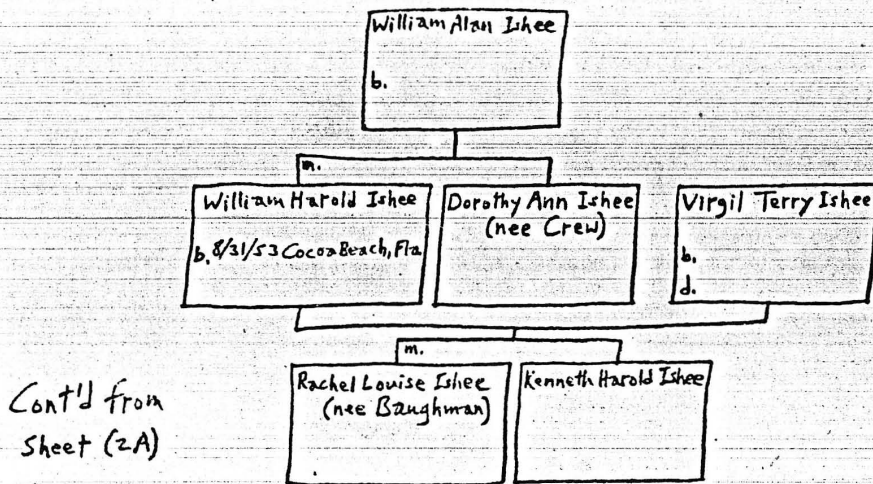 William Alan Ishee
b.
m.
William Harold Ishee
b. 8/31/53 Cocoa Beach, Fla
Dorothy Ann Ishee
(nee Crew)
Virgil Terry Ishee
b.
d.
m.
Rachel Louise Ishee
(nee Baughman)
Kenneth Harold Ishee
Cont'd from
Sheet (2A)